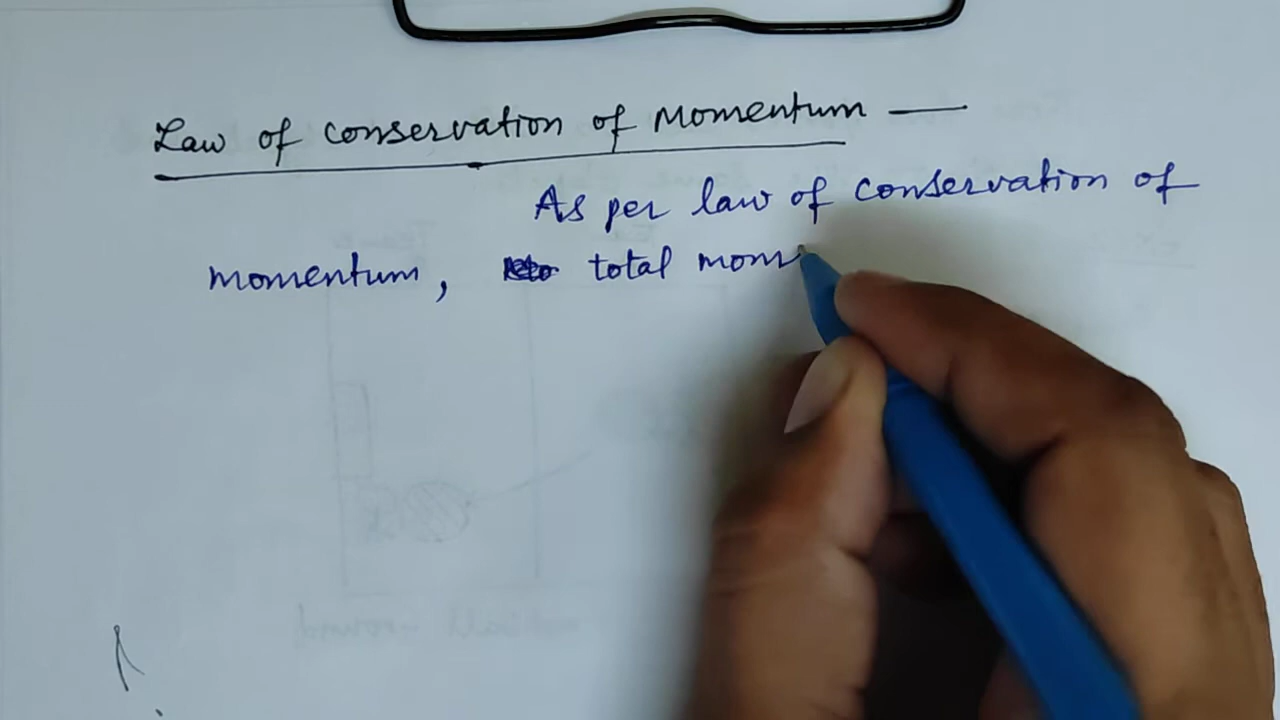 Law of conservation of Momentum —
As per law of conservation of
momentum, total mom